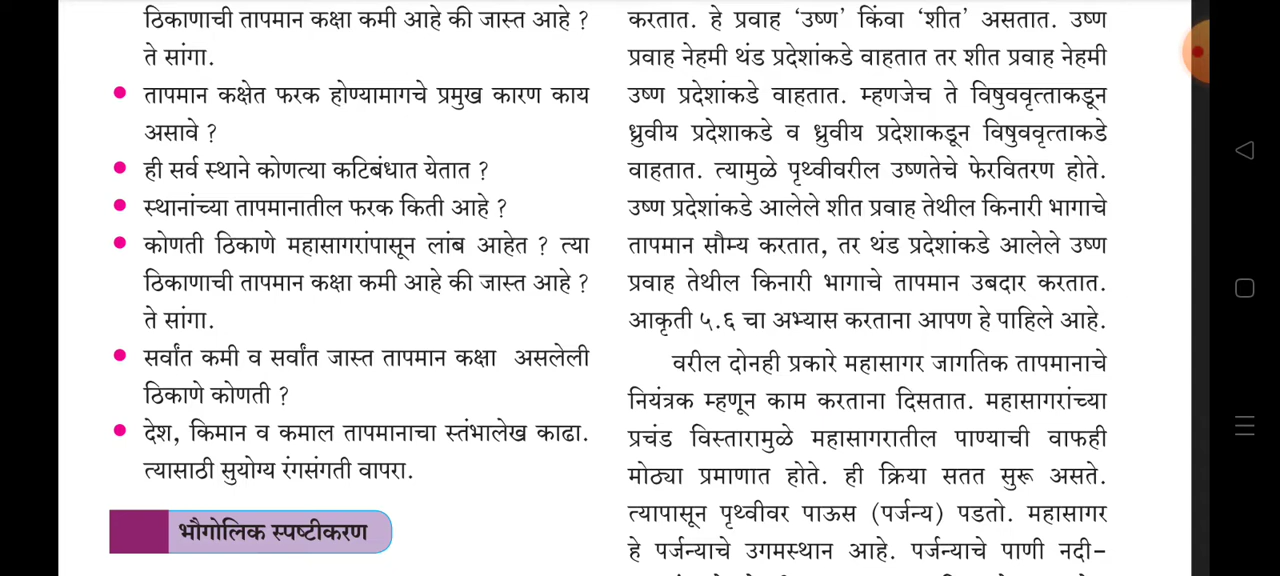 ठिकाणाची तापमान कक्षा कमी आहे की जास्त आहे ?
ते सांगा.
● तापमान कक्षेत फरक होण्यामागचे प्रमुख कारण काय
असावे ?
● ही सर्व स्थाने कोणत्या कटिबंधात येतात ?
● स्थानांच्या तापमानातील फरक किती आहे ?
● कोणती ठिकाणे महासागरांपासून लांब आहेत ? त्या
ठिकाणाची तापमान कक्षा कमी आहे की जास्त आहे ?
ते सांगा.
● सर्वांत कमी व सर्वांत जास्त तापमान कक्षा असलेली
ठिकाणे कोणती ?
● देश, किमान व कमाल तापमानाचा स्तंभालेख काढा.
त्यासाठी सुयोग्य रंगसंगती वापरा.
भौगोलिक स्पष्टीकरण
करतात. हे प्रवाह ‘उष्ण’ किंवा ‘शीत’ असतात. उष्ण
प्रवाह नेहमी थंड प्रदेशांकडे वाहतात तर शीत प्रवाह नेहमी
उष्ण प्रदेशांकडे वाहतात. म्हणजेच ते विषुववृत्ताकडून
ध्रुवीय प्रदेशाकडे व ध्रुवीय प्रदेशाकडून विषुववृत्ताकडे
वाहतात. त्यामुळे पृथ्वीवरील उष्णतेचे फेरवितरण होते.
उष्ण प्रदेशांकडे आलेले शीत प्रवाह तेथील किनारी भागाचे
तापमान सौम्य करतात, तर थंड प्रदेशांकडे आलेले उष्ण
प्रवाह तेथील किनारी भागाचे तापमान उबदार करतात.
आकृती ५.६ चा अभ्यास करताना आपण हे पाहिले आहे.
वरील दोनही प्रकारे महासागर जागतिक तापमानाचे
नियंत्रक म्हणून काम करताना दिसतात. महासागरांच्या
प्रचंड विस्तारामुळे महासागरातील पाण्याची वाफही
मोठ्या प्रमाणात होते. ही क्रिया सतत सुरू असते.
त्यापासून पृथ्वीवर पाऊस (पर्जन्य) पडतो. महासागर
हे पर्जन्याचे उगमस्थान आहे. पर्जन्याचे पाणी नदी-